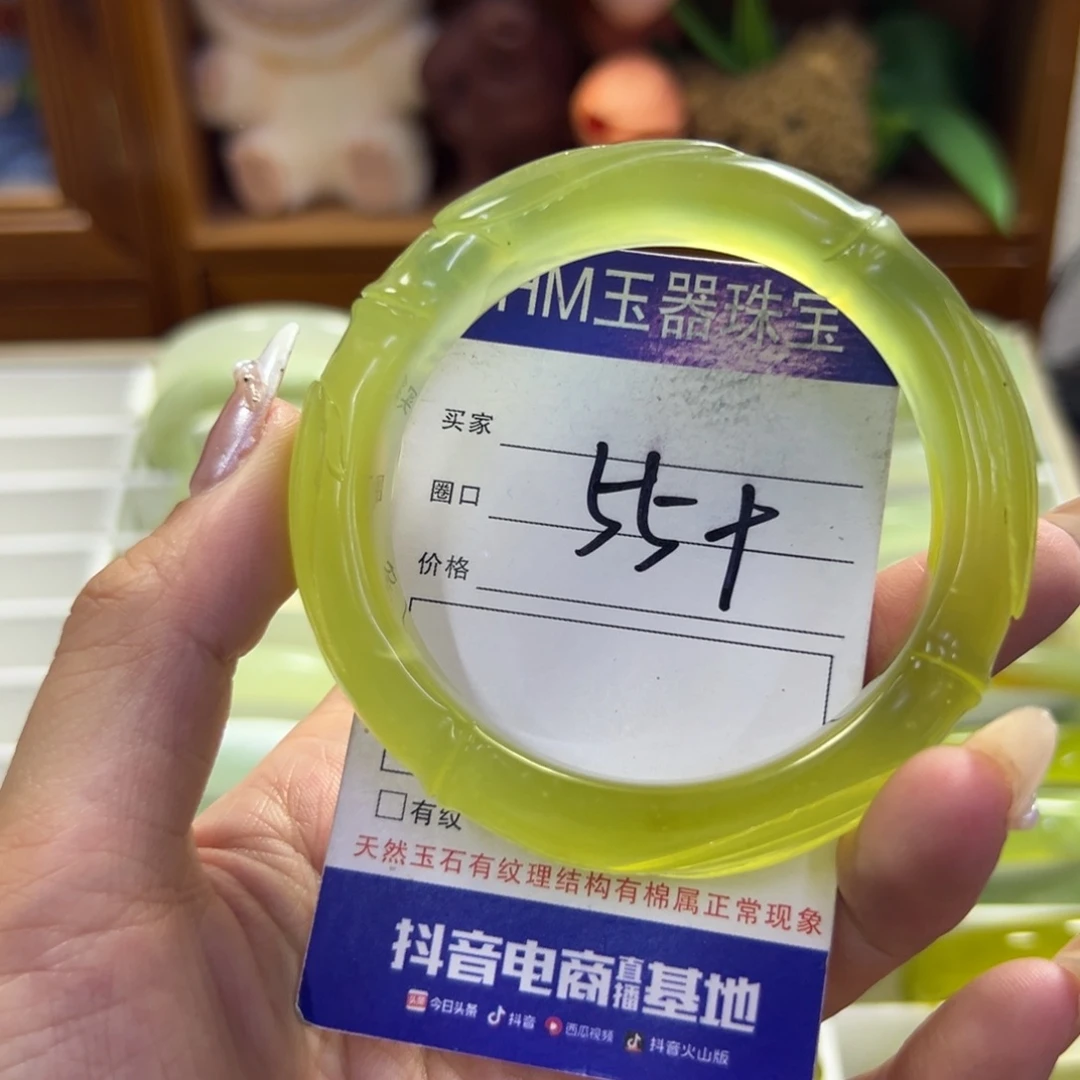 HM玉器珠宝
买家
圈口
55+
价格
有纹
天然玉石有纹理结构有棉属正常现象
抖音电商直播基地
头条 今日头条 抖音 西瓜视频 抖音火山版